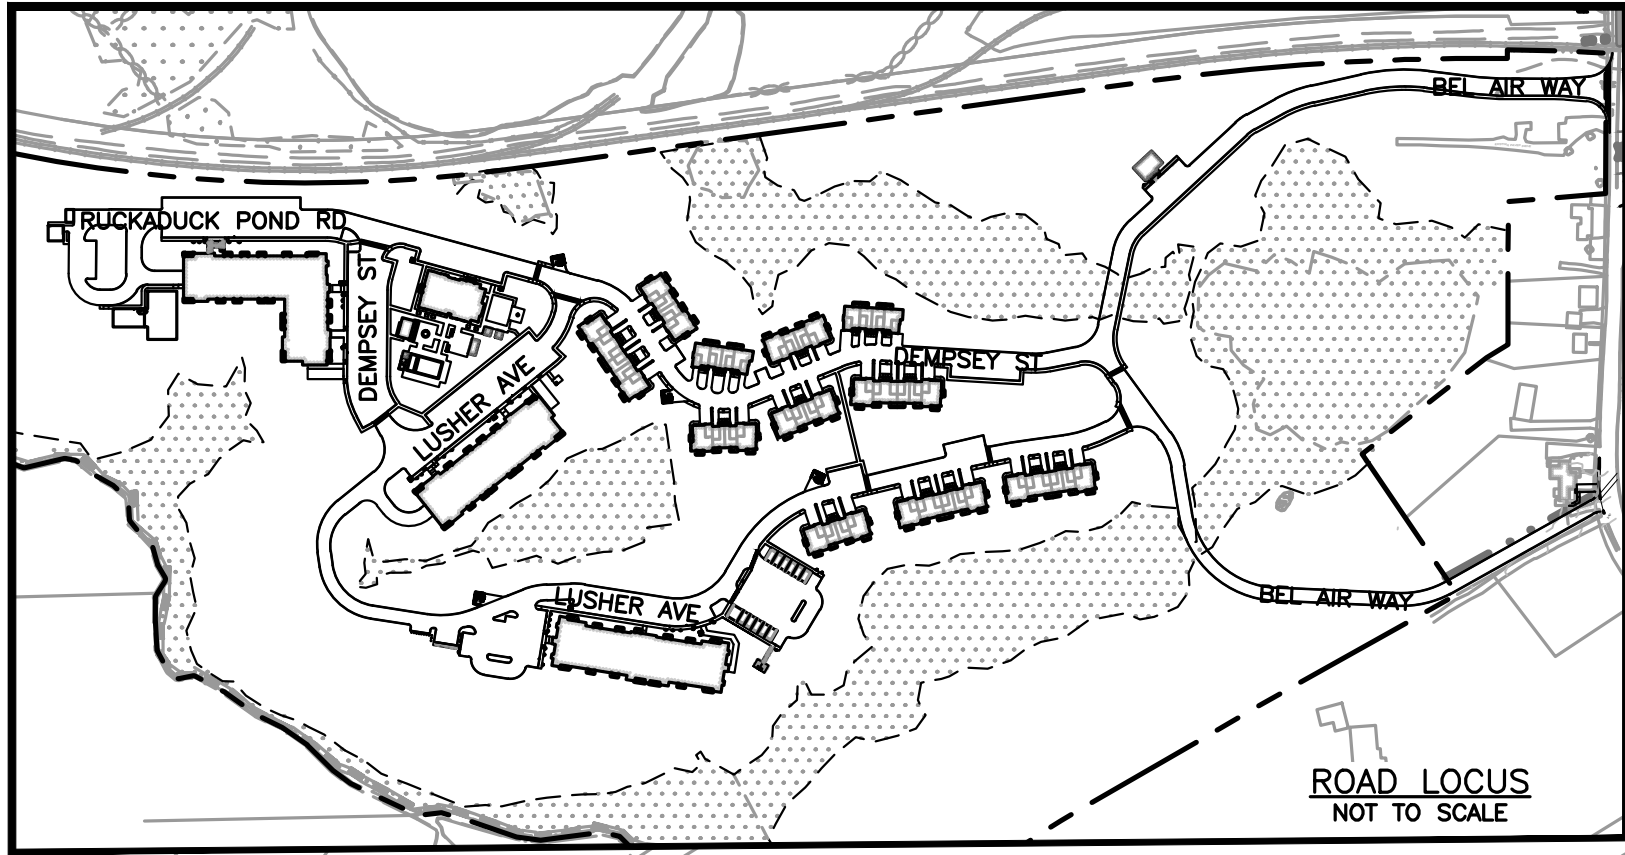 BEL AIR WAY
RUCKADUCK POND RD
DEMPSEY ST
DEMPSEY ST
LUSHER AVE
LUSHER AVE
BEL AIR WAY
ROAD LOCUS
NOT TO SCALE